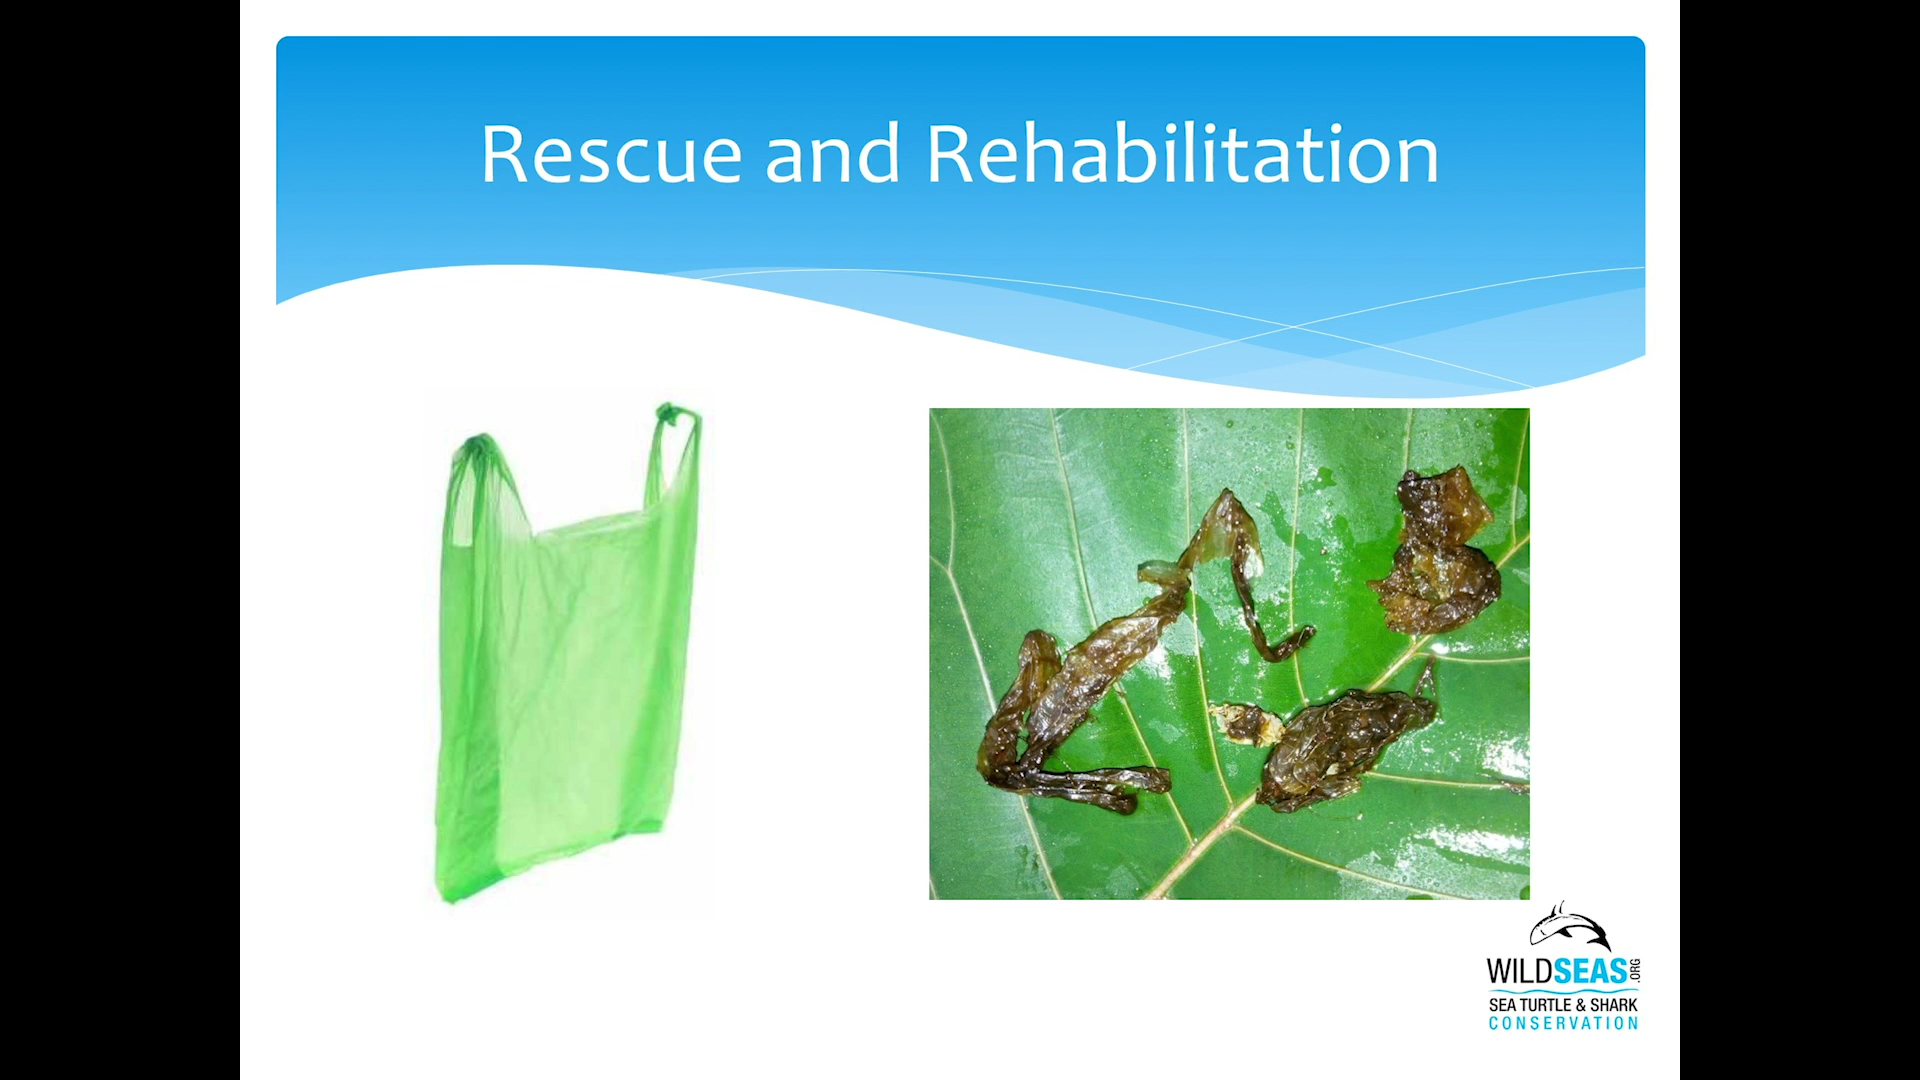 Rescue and Rehabilitation
WILDSEAS.ORG
SEA TURTLE & SHARK
CONSERVATION